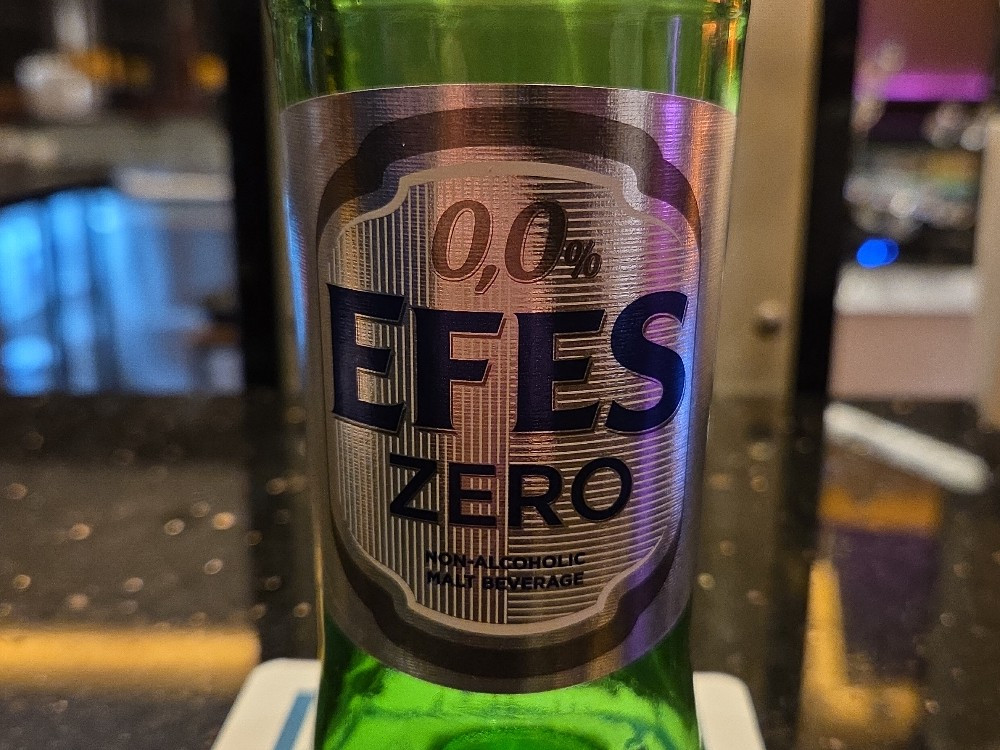 0,0%
EFES
ZERO
NON-ALCOHOLIC
MALT BEVERAGE